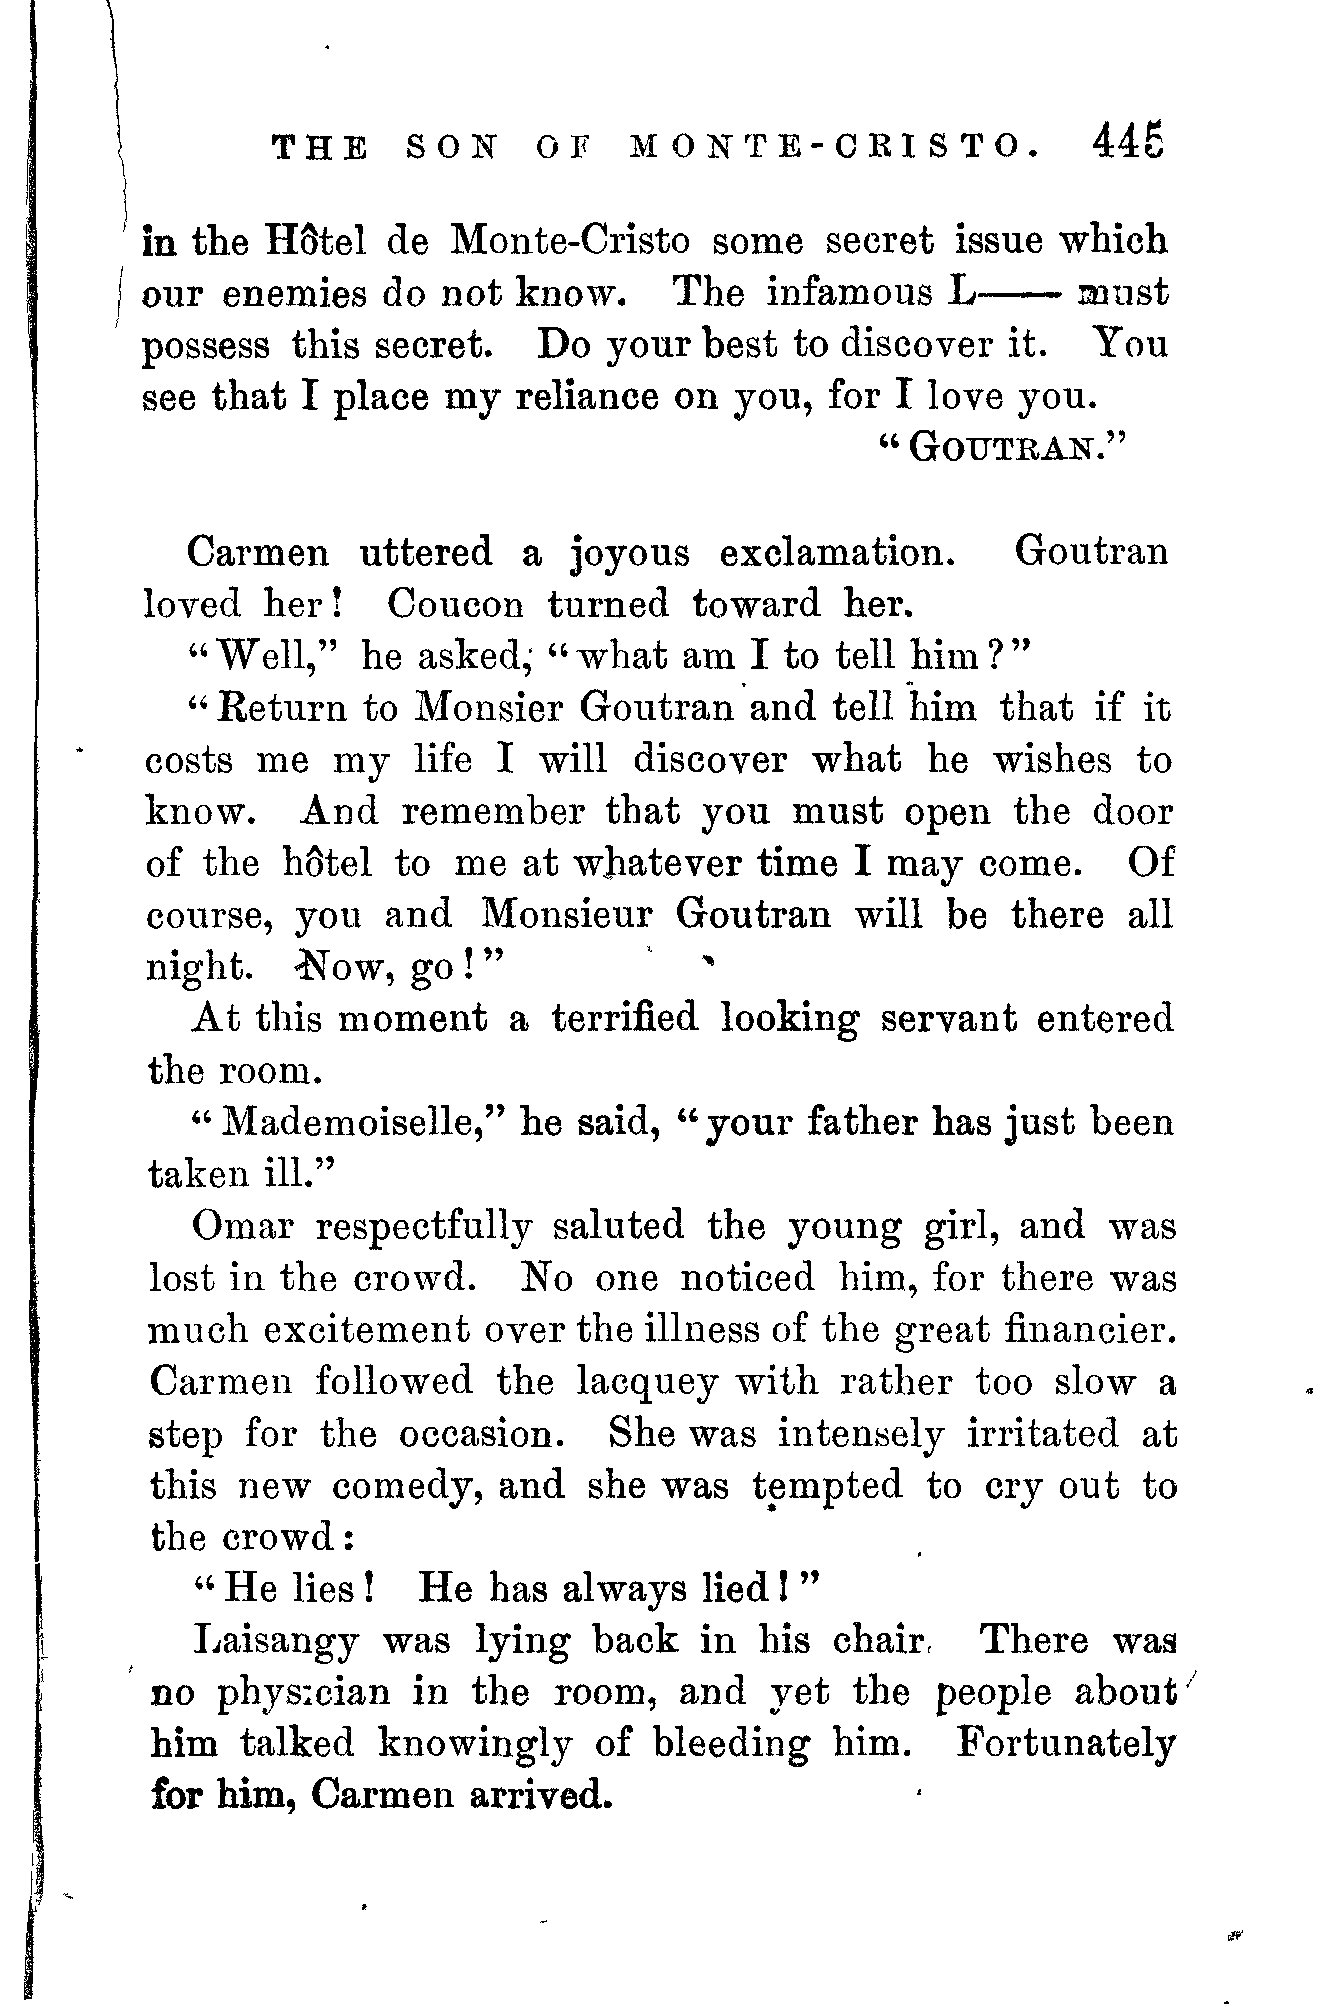 THE SON OF MONTE-CRISTO. 445
in the Hôtel de Monte-Cristo some secret issue which
our enemies do not know. The infamous L—— must
possess this secret. Do your best to discover it. You
see that I place my reliance on you, for I love you.
“GOUTRAN.”
Carmen uttered a joyous exclamation. Goutran
loved her! Coucon turned toward her.
“Well,” he asked, “what am I to tell him?”
“Return to Monsier Goutran and tell him that if it
costs me my life I will discover what he wishes to
know. And remember that you must open the door
of the hôtel to me at whatever time I may come. Of
course, you and Monsieur Goutran will be there all
night. Now, go!”
At this moment a terrified looking servant entered
the room.
“Mademoiselle,” he said, “your father has just been
taken ill.”
Omar respectfully saluted the young girl, and was
lost in the crowd. No one noticed him, for there was
much excitement over the illness of the great financier.
Carmen followed the lacquey with rather too slow a
step for the occasion. She was intensely irritated at
this new comedy, and she was tempted to cry out to
the crowd:
“He lies! He has always lied!”
Laisangy was lying back in his chair. There was
no physician in the room, and yet the people about
him talked knowingly of bleeding him. Fortunately
for him, Carmen arrived.